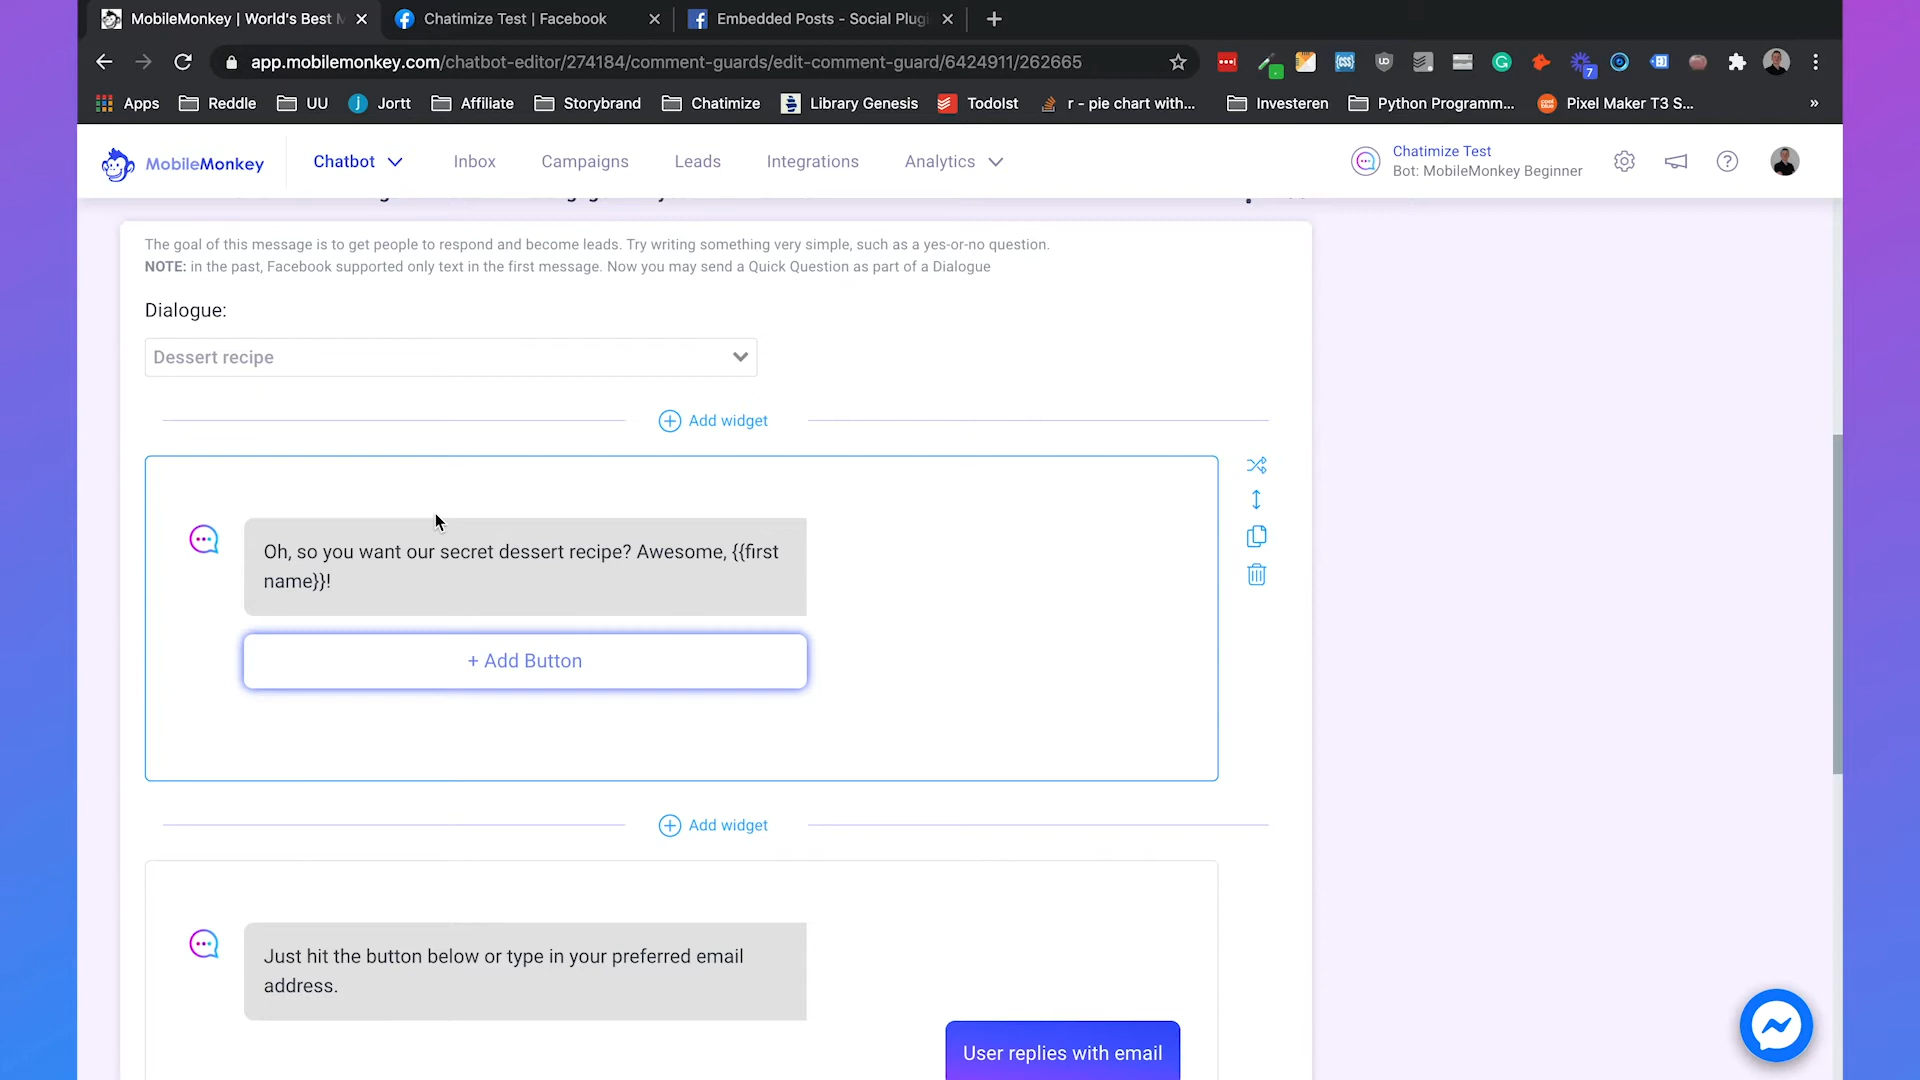 MobileMonkey | World's Best M
Chatimize Test | Facebook
Embedded Posts - Social Plugi
app.mobilemonkey.com/chatbot-editor/274184/comment-guards/edit-comment-guard/6424911/262665
7
Apps
Reddle
UU
Jortt
Affiliate
Storybrand
Chatimize
Library Genesis
TodoIst
r - pie chart with...
Investeren
Python Programm...
Pixel Maker T3 S...
»
MobileMonkey
Chatbot
Inbox
Campaigns
Leads
Integrations
Analytics
Chatimize Test
Bot: MobileMonkey Beginner
The goal of this message is to get people to respond and become leads. Try writing something very simple, such as a yes-or-no question.
NOTE: in the past, Facebook supported only text in the first message. Now you may send a Quick Question as part of a Dialogue
Dialogue:
Dessert recipe
Add widget
Oh, so you want our secret dessert recipe? Awesome, {{first
name}}!
+ Add Button
Add widget
Just hit the button below or type in your preferred email
address.
User replies with email